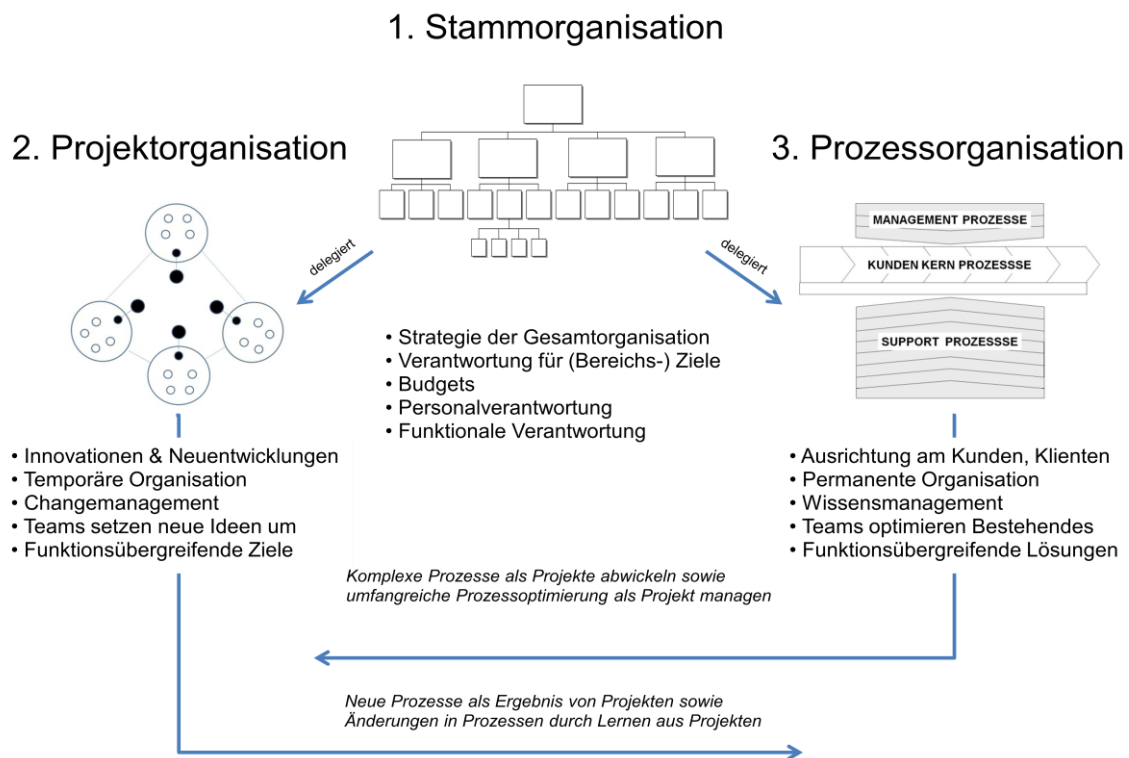 1. Stammorganisation
2. Projektorganisation
3. Prozessorganisation
delegiert
delegiert
MANAGEMENT PROZESSE
KUNDEN KERN PROZESSSE
SUPPORT PROZESSSE
• Strategie der Gesamtorganisation
• Verantwortung für (Bereichs-) Ziele
• Budgets
• Personalverantwortung
• Funktionale Verantwortung
• Innovationen & Neuentwicklungen
• Temporäre Organisation
• Changemanagement
• Teams setzen neue Ideen um
• Funktionsübergreifende Ziele
• Ausrichtung am Kunden, Klienten
• Permanente Organisation
• Wissensmanagement
• Teams optimieren Bestehendes
• Funktionsübergreifende Lösungen
Komplexe Prozesse als Projekte abwickeln sowie
umfangreiche Prozessoptimierung als Projekt managen
Neue Prozesse als Ergebnis von Projekten sowie
Änderungen in Prozessen durch Lernen aus Projekten